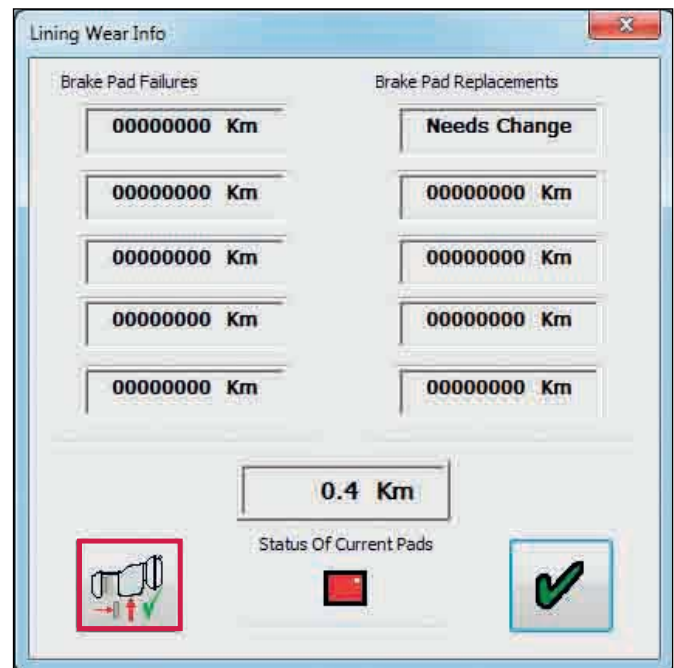 Lining Wear Info
Brake Pad Failures Brake Pad Replacements
00000000 Km Needs Change
00000000 Km 00000000 Km
00000000 Km 00000000 Km
00000000 Km 00000000 Km
00000000 Km 00000000 Km
0.4 Km
Status Of Current Pads